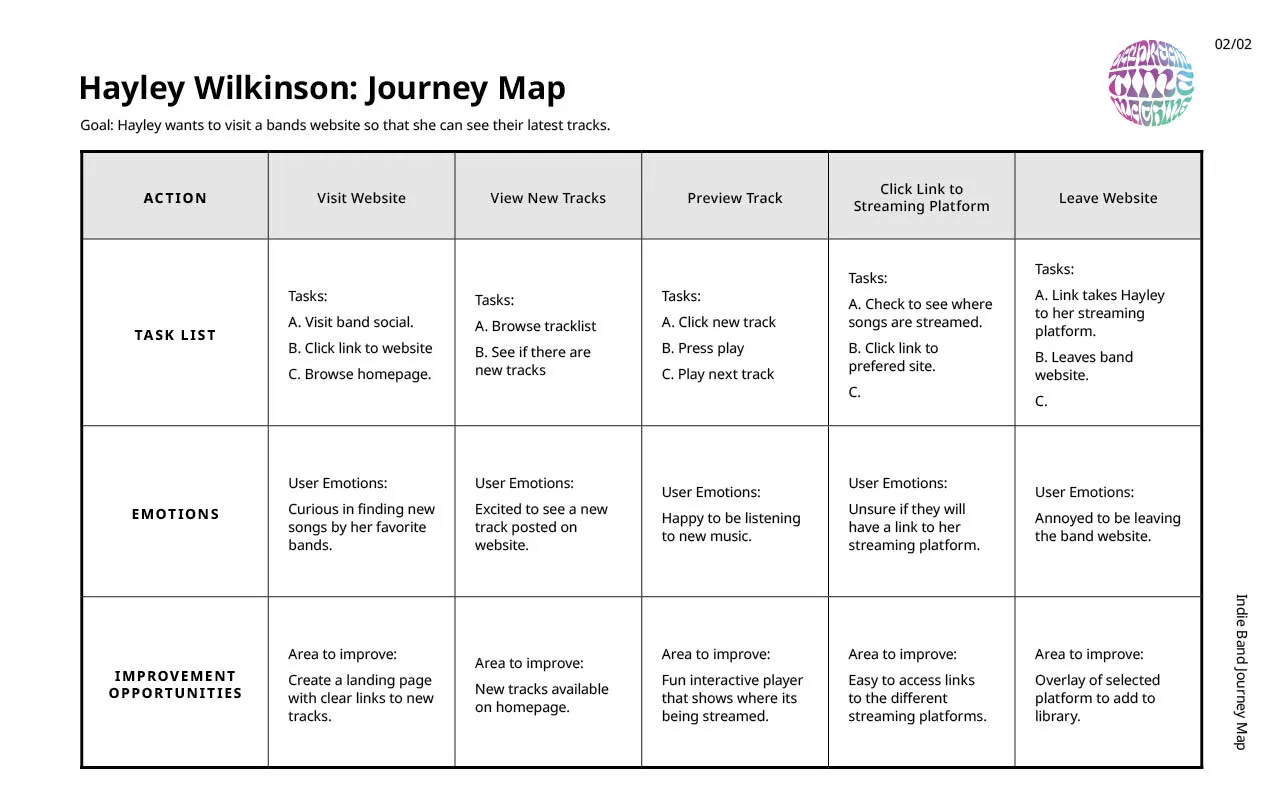 02/02
DAYDREAM
TIME
MACHINE
Hayley Wilkinson: Journey Map
Goal: Hayley wants to visit a bands website so that she can see their latest tracks.
ACTION
Visit Website
View New Tracks
Preview Track
Click Link to
Streaming Platform
Leave Website
TASK LIST
Tasks:
A. Visit band social.
B. Click link to website
C. Browse homepage.
Tasks:
A. Browse tracklist
B. See if there are
new tracks
Tasks:
A. Click new track
B. Press play
C. Play next track
Tasks:
A. Check to see where
songs are streamed.
B. Click link to
prefered site.
C.
Tasks:
A. Link takes Hayley
to her streaming
platform.
B. Leaves band
website.
C.
EMOTIONS
User Emotions:
Curious in finding new
songs by her favorite
bands.
User Emotions:
Excited to see a new
track posted on
website.
User Emotions:
Happy to be listening
to new music.
User Emotions:
Unsure if they will
have a link to her
streaming platform.
User Emotions:
Annoyed to be leaving
the band website.
IMPROVEMENT
OPPORTUNITIES
Area to improve:
Create a landing page
with clear links to new
tracks.
Area to improve:
New tracks available
on homepage.
Area to improve:
Fun interactive player
that shows where its
being streamed.
Area to improve:
Easy to access links
to the different
streaming platforms.
Area to improve:
Overlay of selected
platform to add to
library.
Indie Band Journey Map